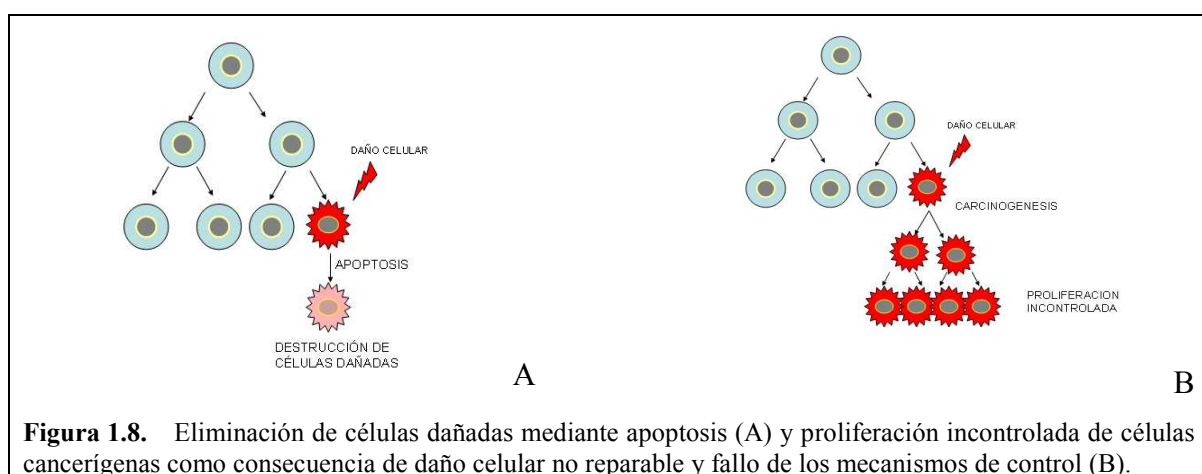 DAÑO CELULAR
APOPTOSIS
DESTRUCCIÓN DE
CÉLULAS DAÑADAS
A
DAÑO CELULAR
CARCINOGENESIS
PROLIFERACION
INCONTROLADA
B
Figura 1.8. Eliminación de células dañadas mediante apoptosis (A) y proliferación incontrolada de células
cancerígenas como consecuencia de daño celular no reparable y fallo de los mecanismos de control (B).